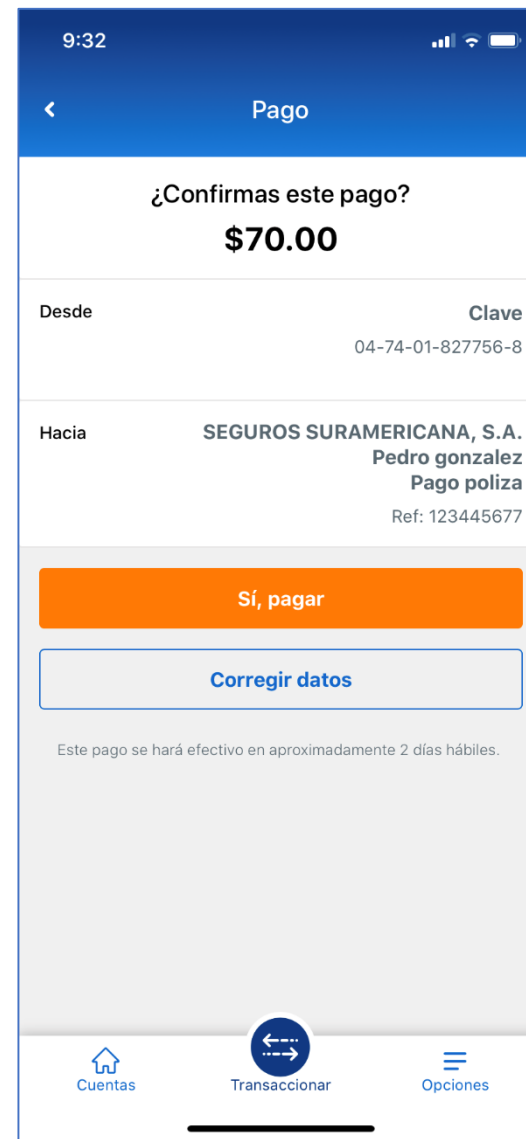 9:32
Pago
¿Confirmas este pago?
$70.00
Desde
Clave
04-74-01-827756-8
Hacia
SEGUROS SURAMERICANA, S.A.
Pedro gonzalez
Pago poliza
Ref: 123445677
Sí, pagar
Corregir datos
Este pago se hará efectivo en aproximadamente 2 días hábiles.
Cuentas
Transaccionar
Opciones